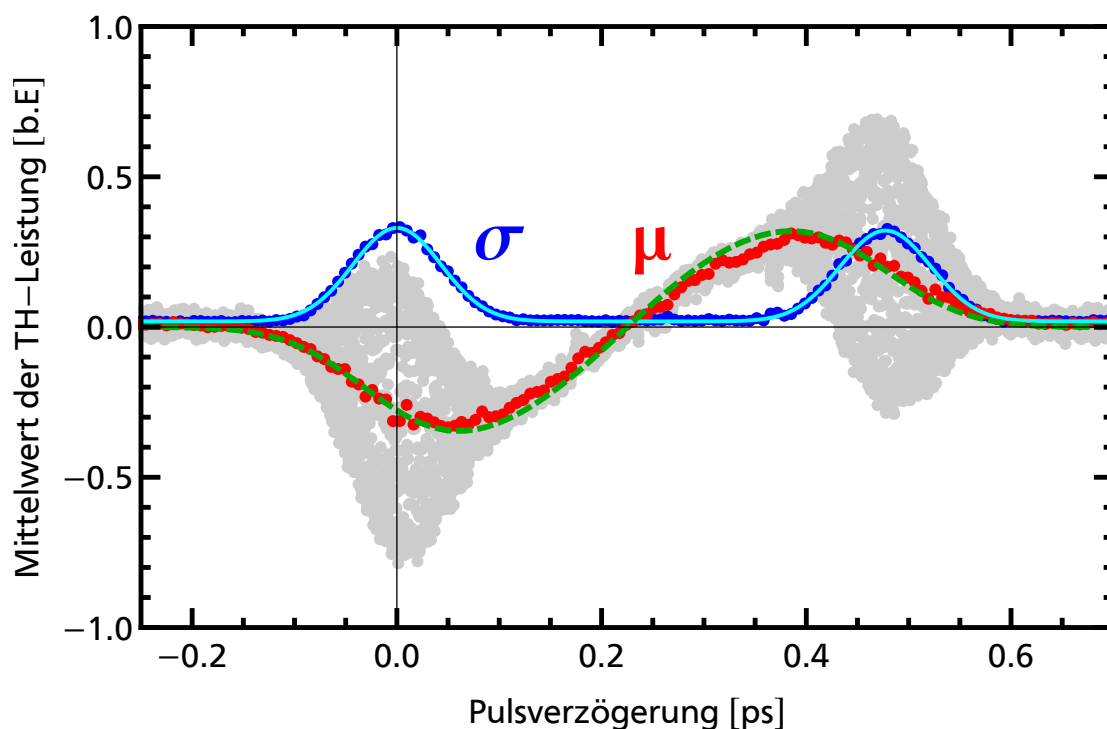 Mittelwert der TH−Leistung [b.E]
1.0
0.5
0.0
−0.5
−1.0
σ
μ
−0.2
0.0
0.2
0.4
0.6
Pulsverzögerung [ps]